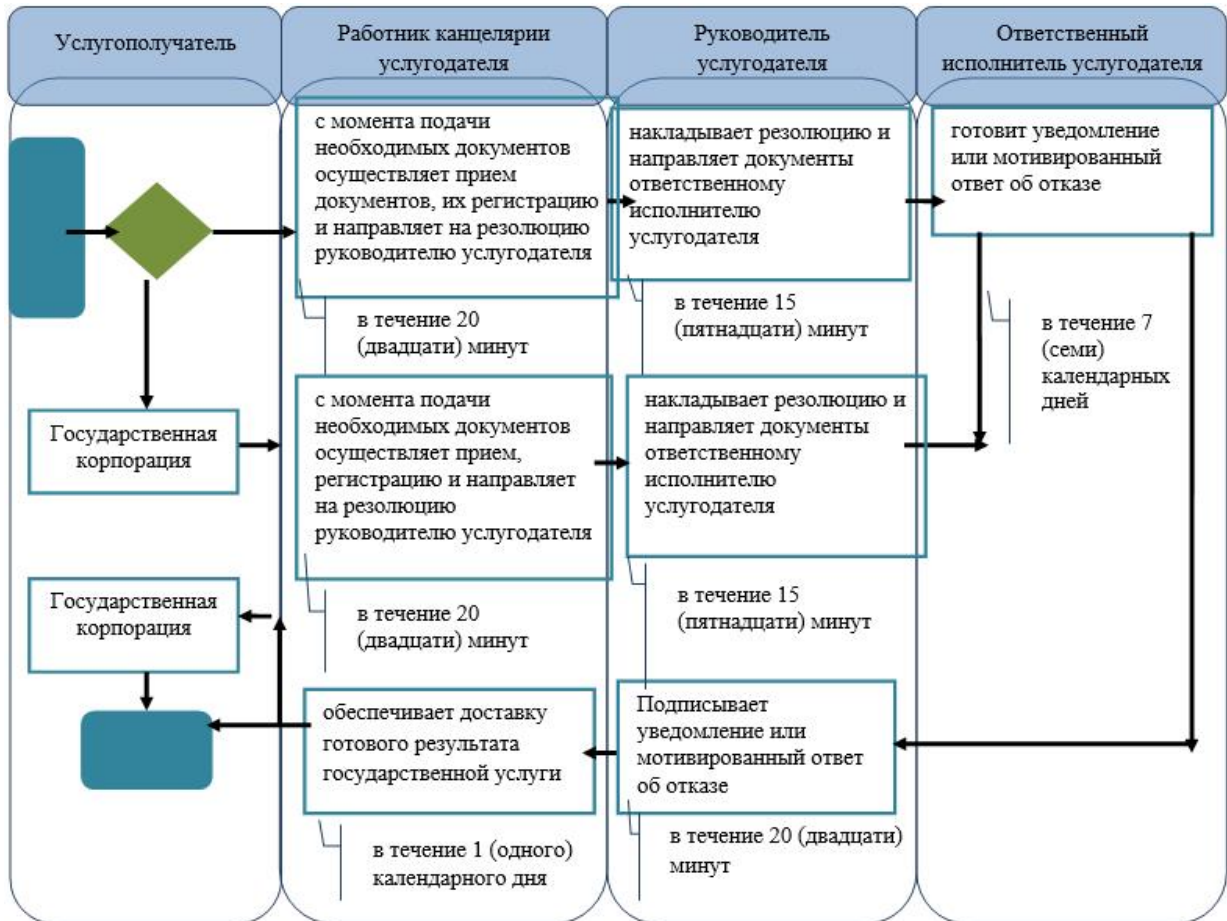 Услугополучатель
Работник канцелярии
услугодателя
Руководитель
услугодателя
Ответственный
исполнитель услугодателя
с момента подачи
необходимых документов
осуществляет прием
документов, их регистрацию
и направляет на резолюцию
руководителю услугодателя
накладывает резолюцию и
направляет документы
ответственному
исполнителю
услугодателя
готовит уведомление
или мотивированный
ответ об отказе
в течение 20
(двадцати) минут
в течение 15
(пятнадцати) минут
в течение 7
(семи)
календарных
дней
Государственная
корпорация
с момента подачи
необходимых документов
осуществляет прием,
регистрацию и направляет
на резолюцию
руководителю услугодателя
накладывает резолюцию и
направляет документы
ответственному
исполнителю
услугодателя
Государственная
корпорация
в течение 20
(двадцати) минут
в течение 15
(пятнадцати) минут
обеспечивает доставку
готового результата
государственной услуги
Подписывает
уведомление или
мотивированный ответ
об отказе
в течение 1 (одного)
календарного дня
в течение 20 (двадцати)
минут